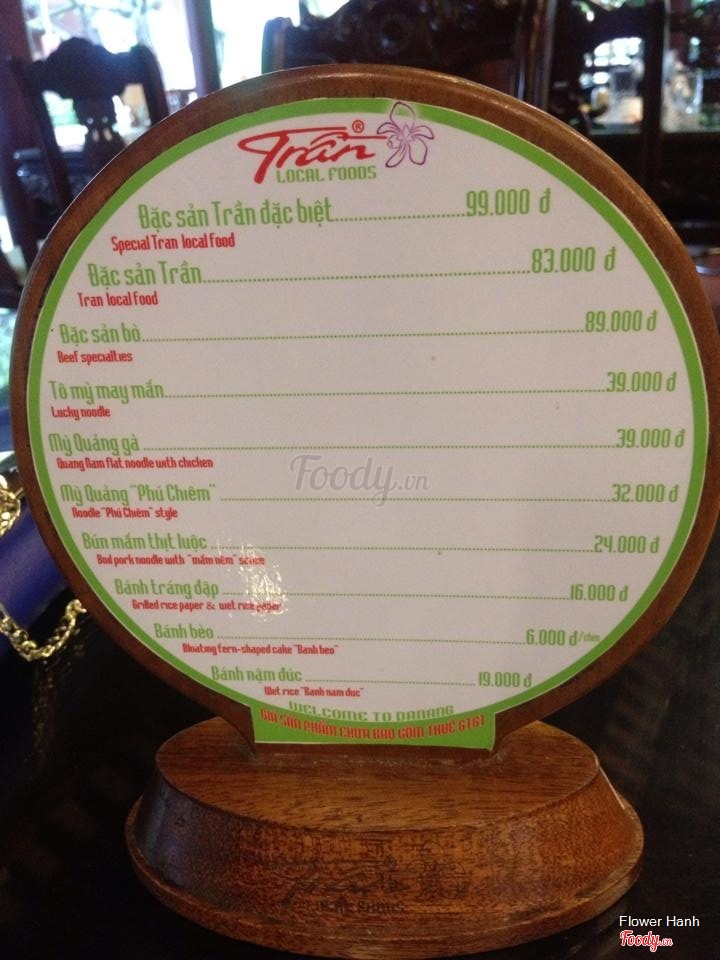 Trần ®
LOCAL FOODS
Đặc sản Trần đặc biệt 99.000 đ
Special Tran local food
Đặc sản Trần 83.000 đ
Tran local food
Đặc sản bò 89.000 đ
Beef specialties
Tô mỳ may mắn 39.000 đ
Lucky noodle
Mỳ Quảng gà 39.000 đ
Quang Nam flat noodle with chicken
Foody.vn
Mỳ Quảng "Phú Chiêm" 32.000 đ
Noodle "Phú Chiêm" style
Bún mắm thịt luộc 24.000 đ
Boil pork noodle with "mắm nêm" sauce
Bánh tráng đập 16.000 đ
Grilled rice paper & wet rice paper
Bánh bèo 6.000 đ/chén
Bloating fern-shaped cake "Banh beo"
Bánh nậm đúc 19.000 đ
Wet rice "Banh nam duc"
WELCOME TO DANANG
GIÁ SẢN PHẨM CHƯA BAO GỒM THUẾ GTGT
LOCAL FOODS
Flower Hanh
Foody.vn